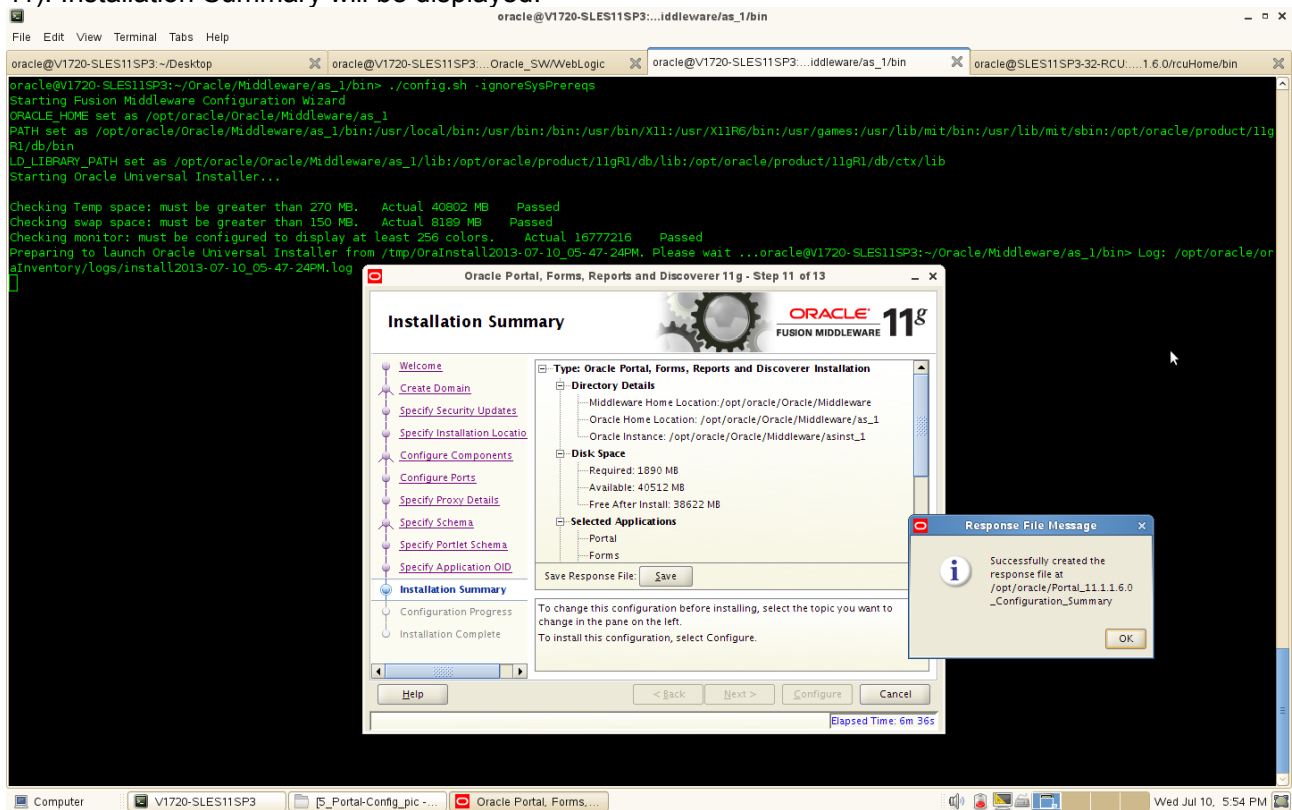 11). Installation Summary will be displayed.
oracle@V1720-SLES11SP3:...iddleware/as_1/bin
File Edit View Terminal Tabs Help
oracle@V1720-SLES11SP3:~/Desktop
oracle@V1720-SLES11SP3:...Oracle_SW/WebLogic
oracle@V1720-SLES11SP3:...iddleware/as_1/bin
oracle@SLES11SP3-32-RCU:....1.6.0/rcuHome/bin
oracle@V1720-SLES11SP3:~/Oracle/Middleware/as_1/bin> ./config.sh -ignoreSysPrereqs
Starting Fusion Middleware Configuration Wizard
ORACLE_HOME set as /opt/oracle/Oracle/Middleware/as_1
PATH set as /opt/oracle/Oracle/Middleware/as_1/bin:/usr/local/bin:/usr/bin:/bin:/usr/bin/X11:/usr/X11R6/bin:/usr/games:/usr/lib/mit/bin:/usr/lib/mit/sbin:/opt/oracle/product/11g
R1/db/bin
LD_LIBRARY_PATH set as /opt/oracle/Oracle/Middleware/as_1/lib:/opt/oracle/product/11gR1/db/lib:/opt/oracle/product/11gR1/db/ctx/lib
Starting Oracle Universal Installer...
Checking Temp space: must be greater than 270 MB. Actual 40802 MB Passed
Checking swap space: must be greater than 150 MB. Actual 8189 MB Passed
Checking monitor: must be configured to display at least 256 colors. Actual 16777216 Passed
Preparing to launch Oracle Universal Installer from /tmp/OraInstall2013-07-10_05-47-24PM. Please wait ...oracle@V1720-SLES11SP3:~/Oracle/Middleware/as_1/bin> Log: /opt/oracle/or
aInventory/logs/install2013-07-10_05-47-24PM.log
Oracle Portal, Forms, Reports and Discoverer 11g - Step 11 of 13
Installation Summary
ORACLE
FUSION MIDDLEWARE
11g
Welcome
Create Domain
Specify Security Updates
Specify Installation Locatio
Configure Components
Configure Ports
Specify Proxy Details
Specify Schema
Specify Portlet Schema
Specify Application OID
Installation Summary
Configuration Progress
Installation Complete
Type: Oracle Portal, Forms, Reports and Discoverer Installation
Directory Details
Middleware Home Location:/opt/oracle/Oracle/Middleware
Oracle Home Location: /opt/oracle/Oracle/Middleware/as_1
Oracle Instance: /opt/oracle/Oracle/Middleware/asinst_1
Disk Space
Required: 1890 MB
Available: 40512 MB
Free After Install: 38622 MB
Selected Applications
Portal
Forms
Save Response File: Save
To change this configuration before installing, select the topic you want to
change in the pane on the left.
To install this configuration, select Configure.
Help
< Back
Next >
Configure
Cancel
Elapsed Time: 6m 36s
Response File Message
Successfully created the
response file at
/opt/oracle/Portal_11.1.1.6.0
_Configuration_Summary
OK
Computer
V1720-SLES11SP3
[5_Portal-Config_pic -...
Oracle Portal, Forms,...
Wed Jul 10, 5:54 PM